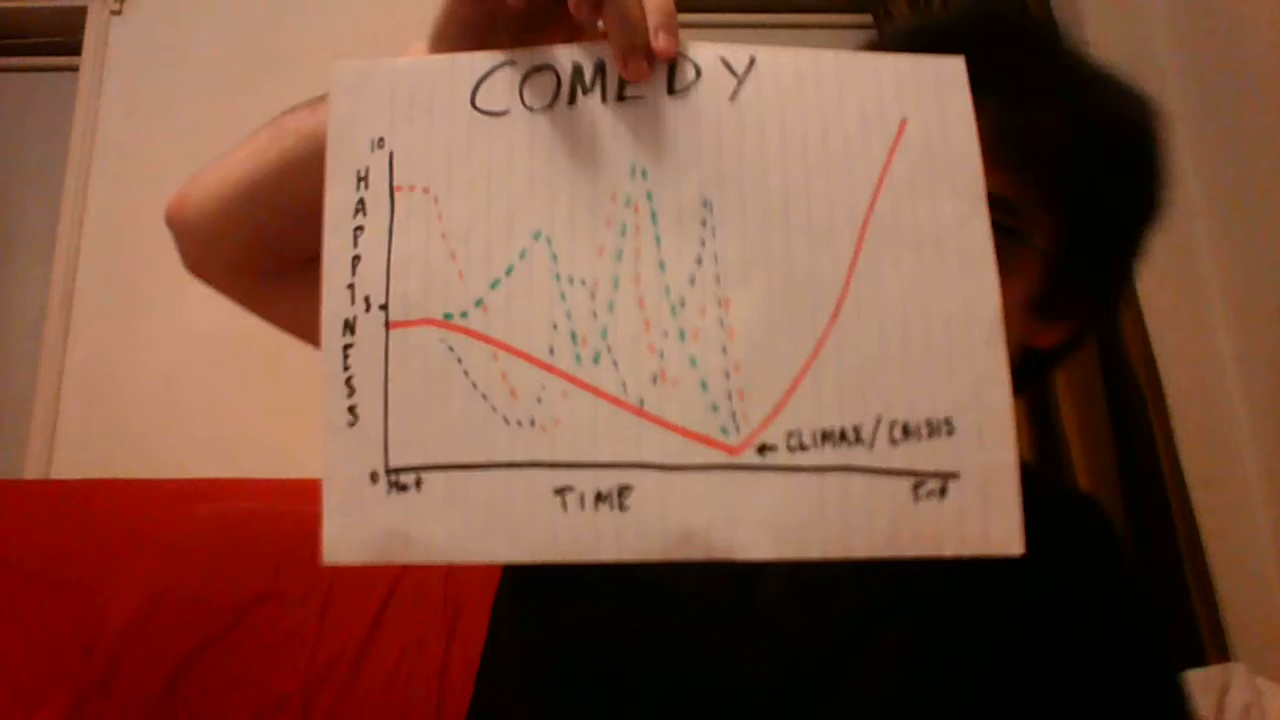 COMEDY
10
HAPPINESS
5
0
TIME
End
← CLIMAX/CRISIS